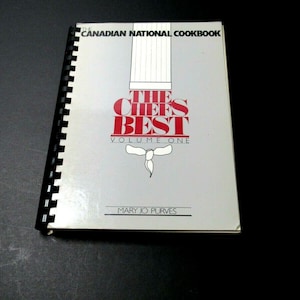 CANADIAN NATIONAL COOKBOOK
THE
CHEFS
BEST
VOLUME ONE
MARY JO PURVES